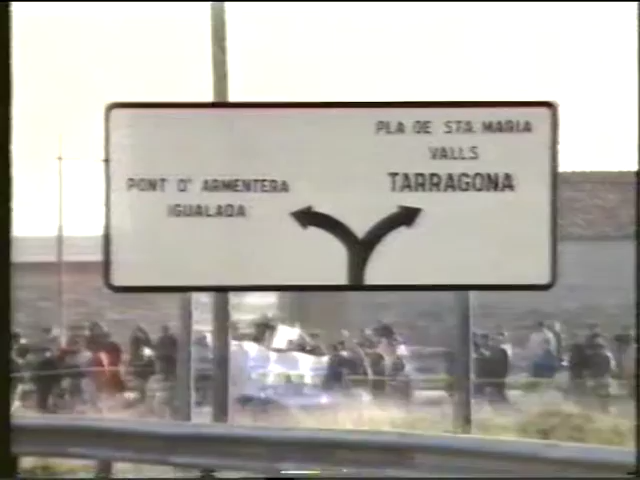 PONT D' ARMENTERA
IGUALADA
PLA DE STA. MARIA
VALLS
TARRAGONA